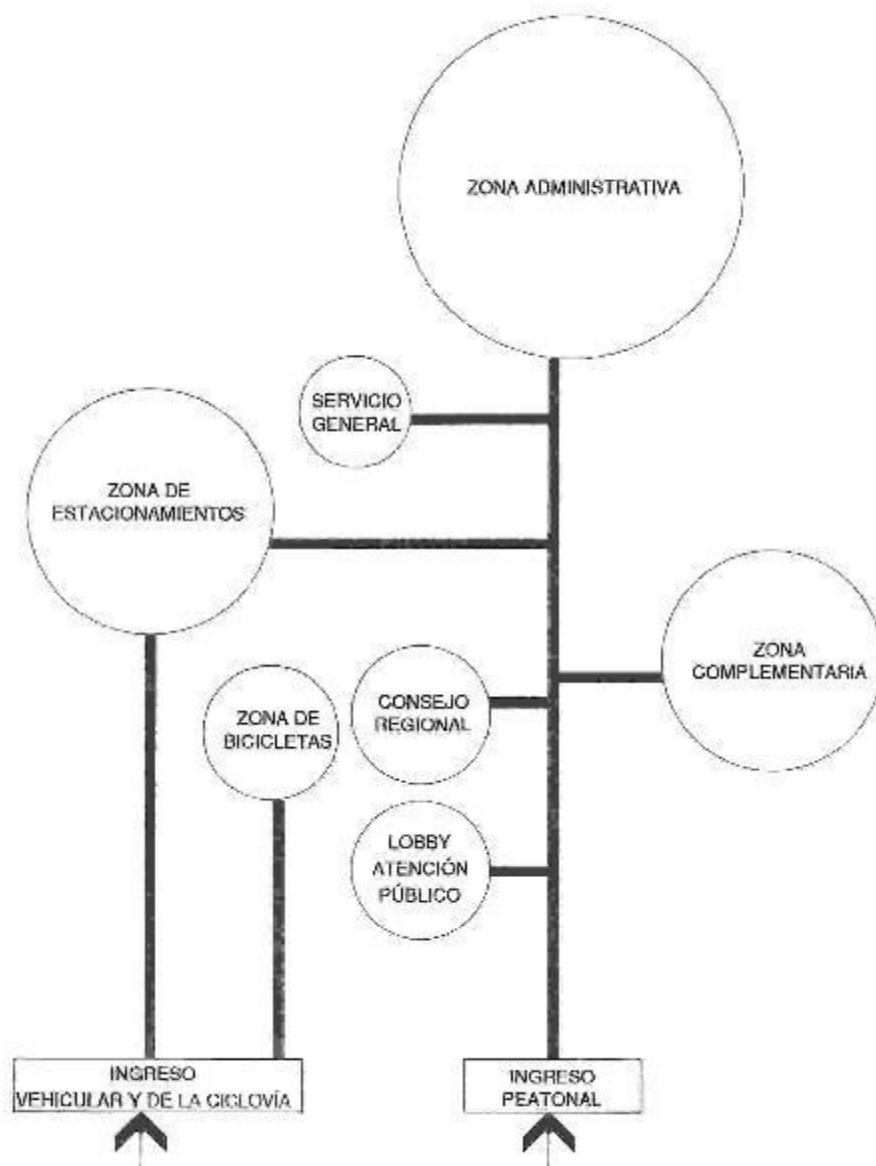 ZONA ADMINISTRATIVA
SERVICIO
GENERAL
ZONA DE
ESTACIONAMIENTOS
ZONA
COMPLEMENTARIA
CONSEJO
REGIONAL
ZONA DE
BICICLETAS
LOBBY
ATENCIÓN
PÚBLICO
INGRESO
VEHICULAR Y DE LA CICLOVÍA
INGRESO
PEATONAL